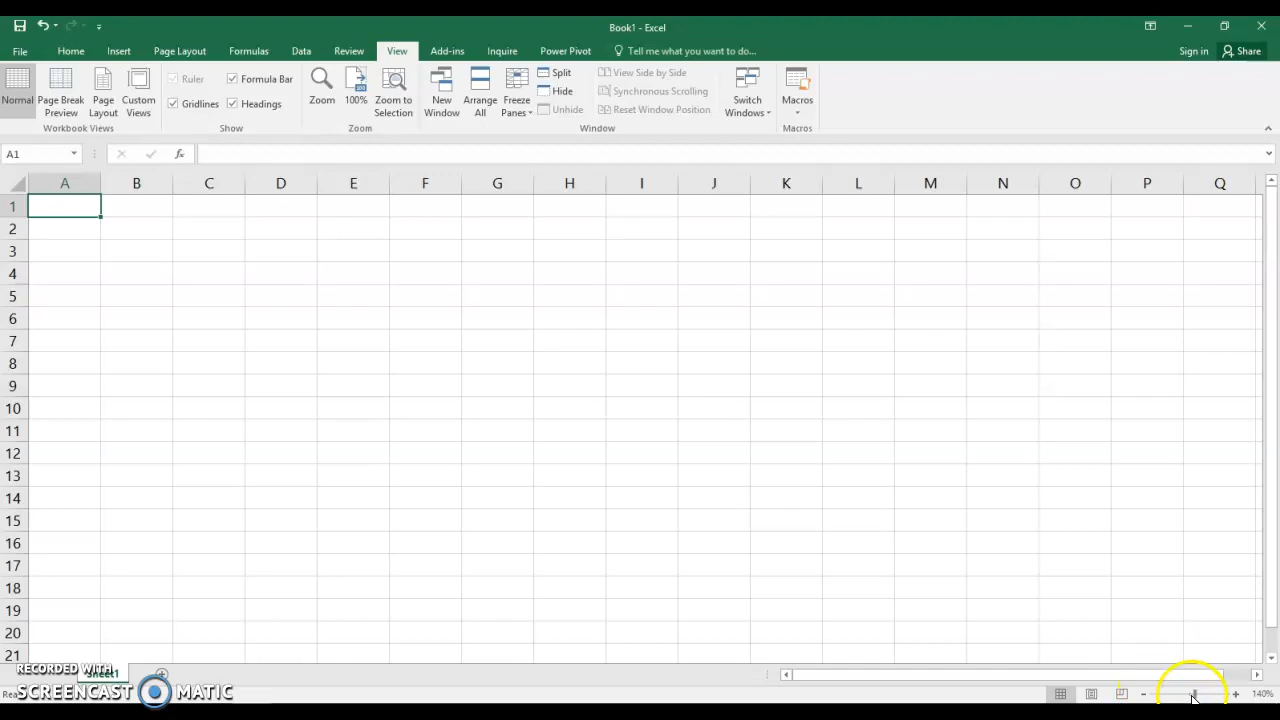 Book1 - Excel
File Home Insert Page Layout Formulas Data Review View Add-ins Inquire Power Pivot Tell me what you want to do... Sign in Share
Normal Page Break Preview Page Layout Custom Views
Workbook Views
Ruler Formula Bar
Gridlines Headings
Show
Zoom 100% Zoom to Selection
Zoom
New Window Arrange All Freeze Panes
Split
Hide
Unhide
View Side by Side
Synchronous Scrolling
Reset Window Position
Switch Windows
Window
Macros
Macros
A1 fx
A B C D E F G H I J K L M N O P Q
1
2
3
4
5
6
7
8
9
10
11
12
13
14
15
16
17
18
19
20
21
Sheet1
RECORDED WITH
SCREENCAST MATIC
140%